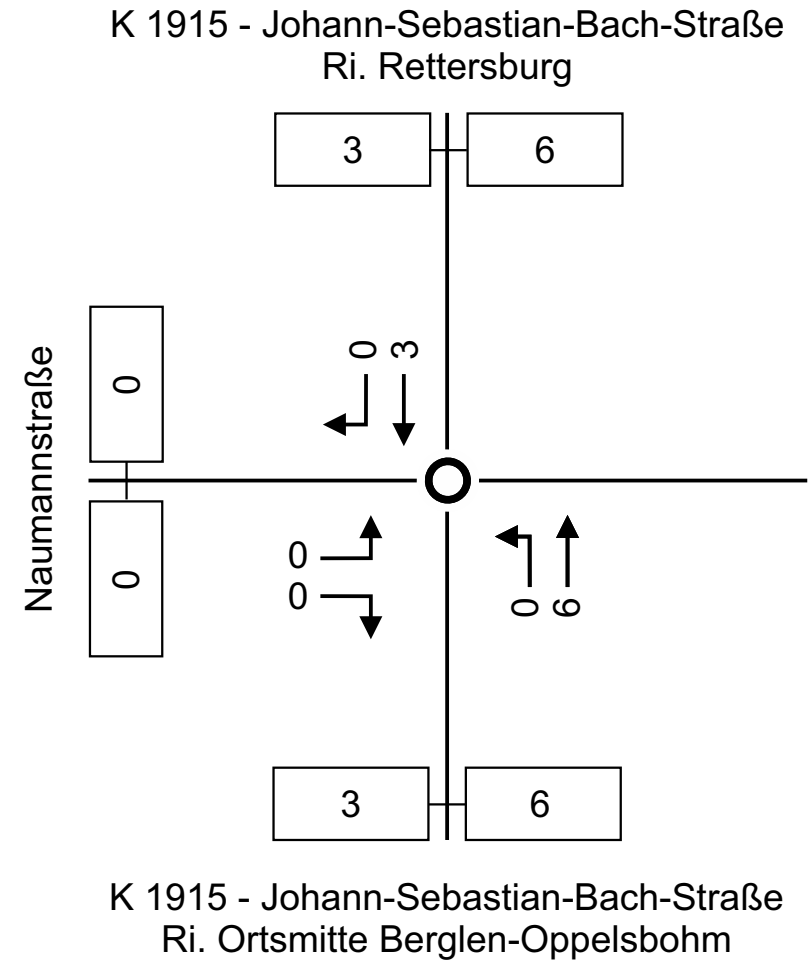 K 1915 - Johann-Sebastian-Bach-Straße
Ri. Rettersburg
3 6
0 3
Naumannstraße
0
0
0
0
0 6
3 6
K 1915 - Johann-Sebastian-Bach-Straße
Ri. Ortsmitte Berglen-Oppelsbohm